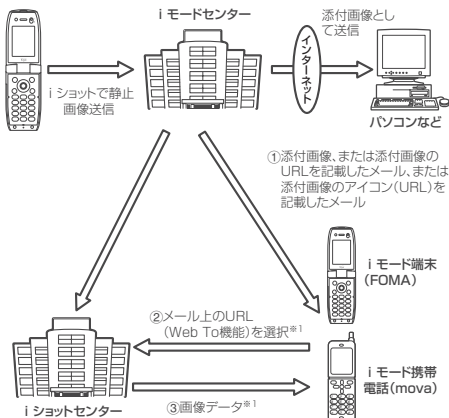 iモードセンター
添付画像とし
て送信
インターネット
iショットで静止
画像送信
パソコンなど
①添付画像、または添付画像の
URLを記載したメール、または
添付画像のアイコン(URL)を
記載したメール
iモード端末
(FOMA)
②メール上のURL
(Web To機能)を選択※1
iモード携帯
電話(mova)
③画像データ※1
iショットセンター